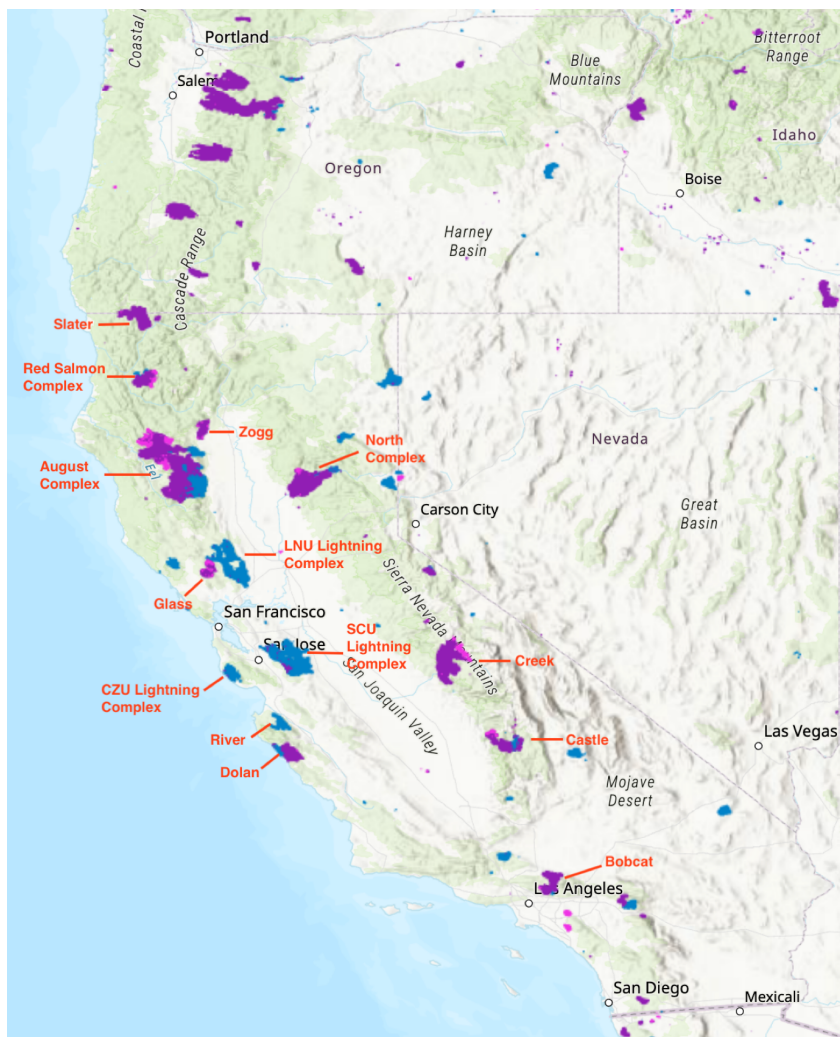 Coastal
Portland
Salem
Blue
Mountains
Bitterroot
Range
Idaho
Oregon
Boise
Harney
Basin
Cascade Range
Slater
Red Salmon
Complex
Zogg
North
Complex
Nevada
August
Complex
Eel
Great
Basin
Carson City
LNU Lightning
Complex
Glass
Sierra Nevada Mountains
San Francisco
SCU
Lightning
Complex
San Jose
Creek
CZU Lightning
Complex
San Joaquin Valley
River
Castle
Las Vegas
Dolan
Mojave
Desert
Bobcat
Los Angeles
San Diego
Mexicali